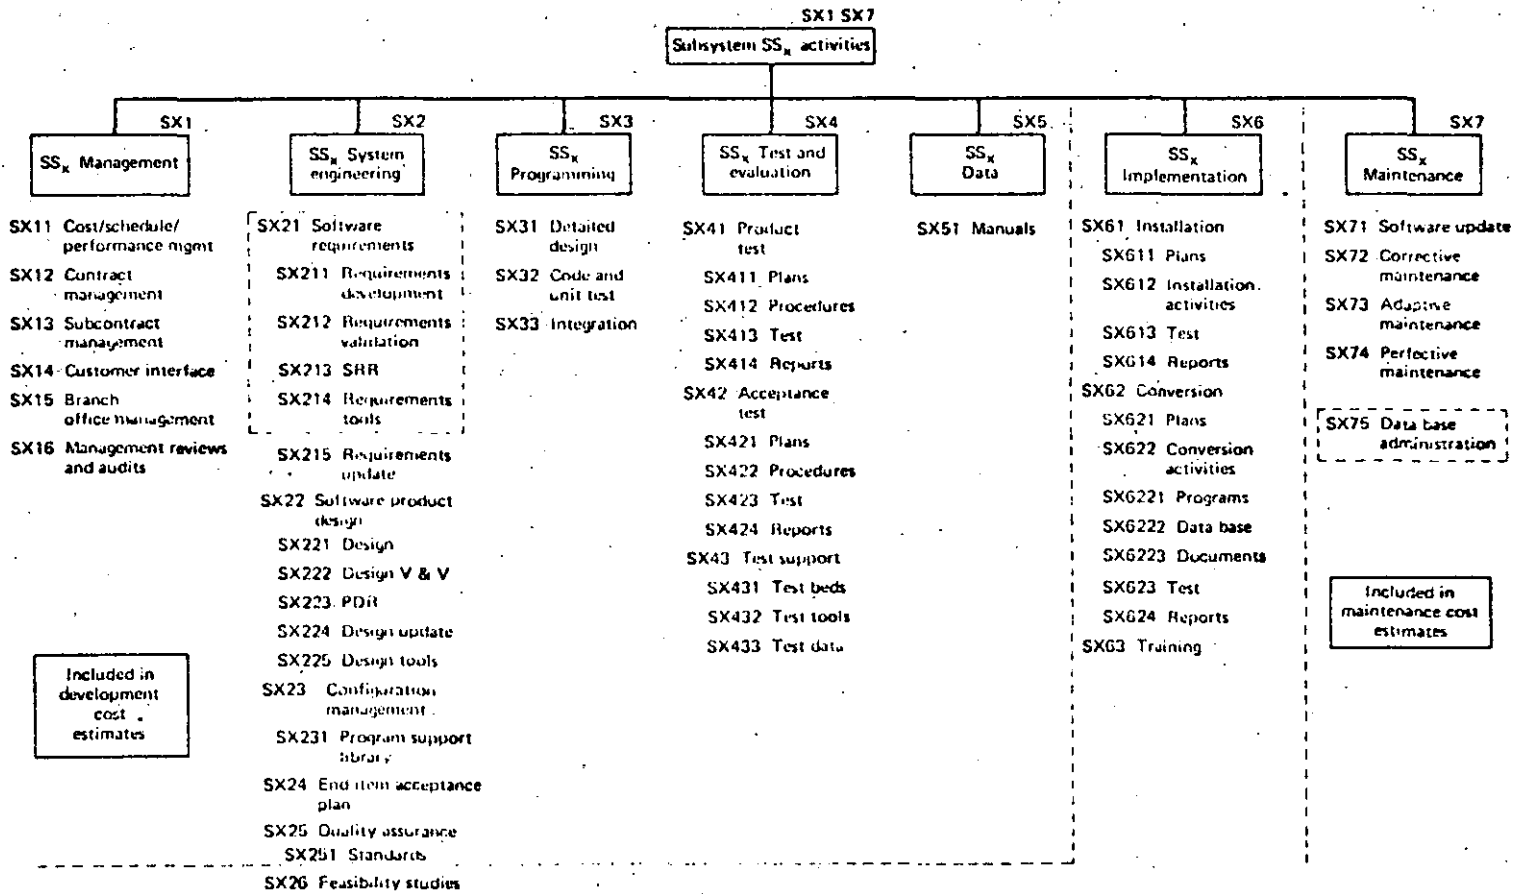 SX1 SX7
Subsystem SSx activities
SX1
SSx Management
SX11 Cost/schedule/
performance mgmt
SX12 Contract
management
SX13 Subcontract
management
SX14 Customer interface
SX15 Branch
office management
SX16 Management reviews
and audits
Included in
development
cost
estimates
SX2
SSx System
engineering
SX21 Software
requirements
SX211 Requirements
development
SX212 Requirements
validation
SX213 SRR
SX214 Requirements
tools
SX215 Requirements
update
SX22 Software product
design
SX221 Design
SX222 Design V & V
SX223 PDR
SX224 Design update
SX225 Design tools
SX23 Configuration
management
SX231 Program support
library
SX24 End item acceptance
plan
SX25 Quality assurance
SX251 Standards
SX26 Feasibility studies
SX3
SSx
Programming
SX31 Detailed
design
SX32 Code and
unit test
SX33 Integration
SX4
SSx Test and
evaluation
SX41 Product
test
SX411 Plans
SX412 Procedures
SX413 Test
SX414 Reports
SX42 Acceptance
test
SX421 Plans
SX422 Procedures
SX423 Test
SX424 Reports
SX43 Test support
SX431 Test beds
SX432 Test tools
SX433 Test data
SX5
SSx
Data
SX51 Manuals
SX6
SSx
Implementation
SX61 Installation
SX611 Plans
SX612 Installation
activities
SX613 Test
SX614 Reports
SX62 Conversion
SX621 Plans
SX622 Conversion
activities
SX6221 Programs
SX6222 Data base
SX6223 Documents
SX623 Test
SX624 Reports
SX63 Training
SX7
SSx
Maintenance
SX71 Software update
SX72 Corrective
maintenance
SX73 Adaptive
maintenance
SX74 Perfective
maintenance
SX75 Data base
administration
Included in
maintenance cost
estimates